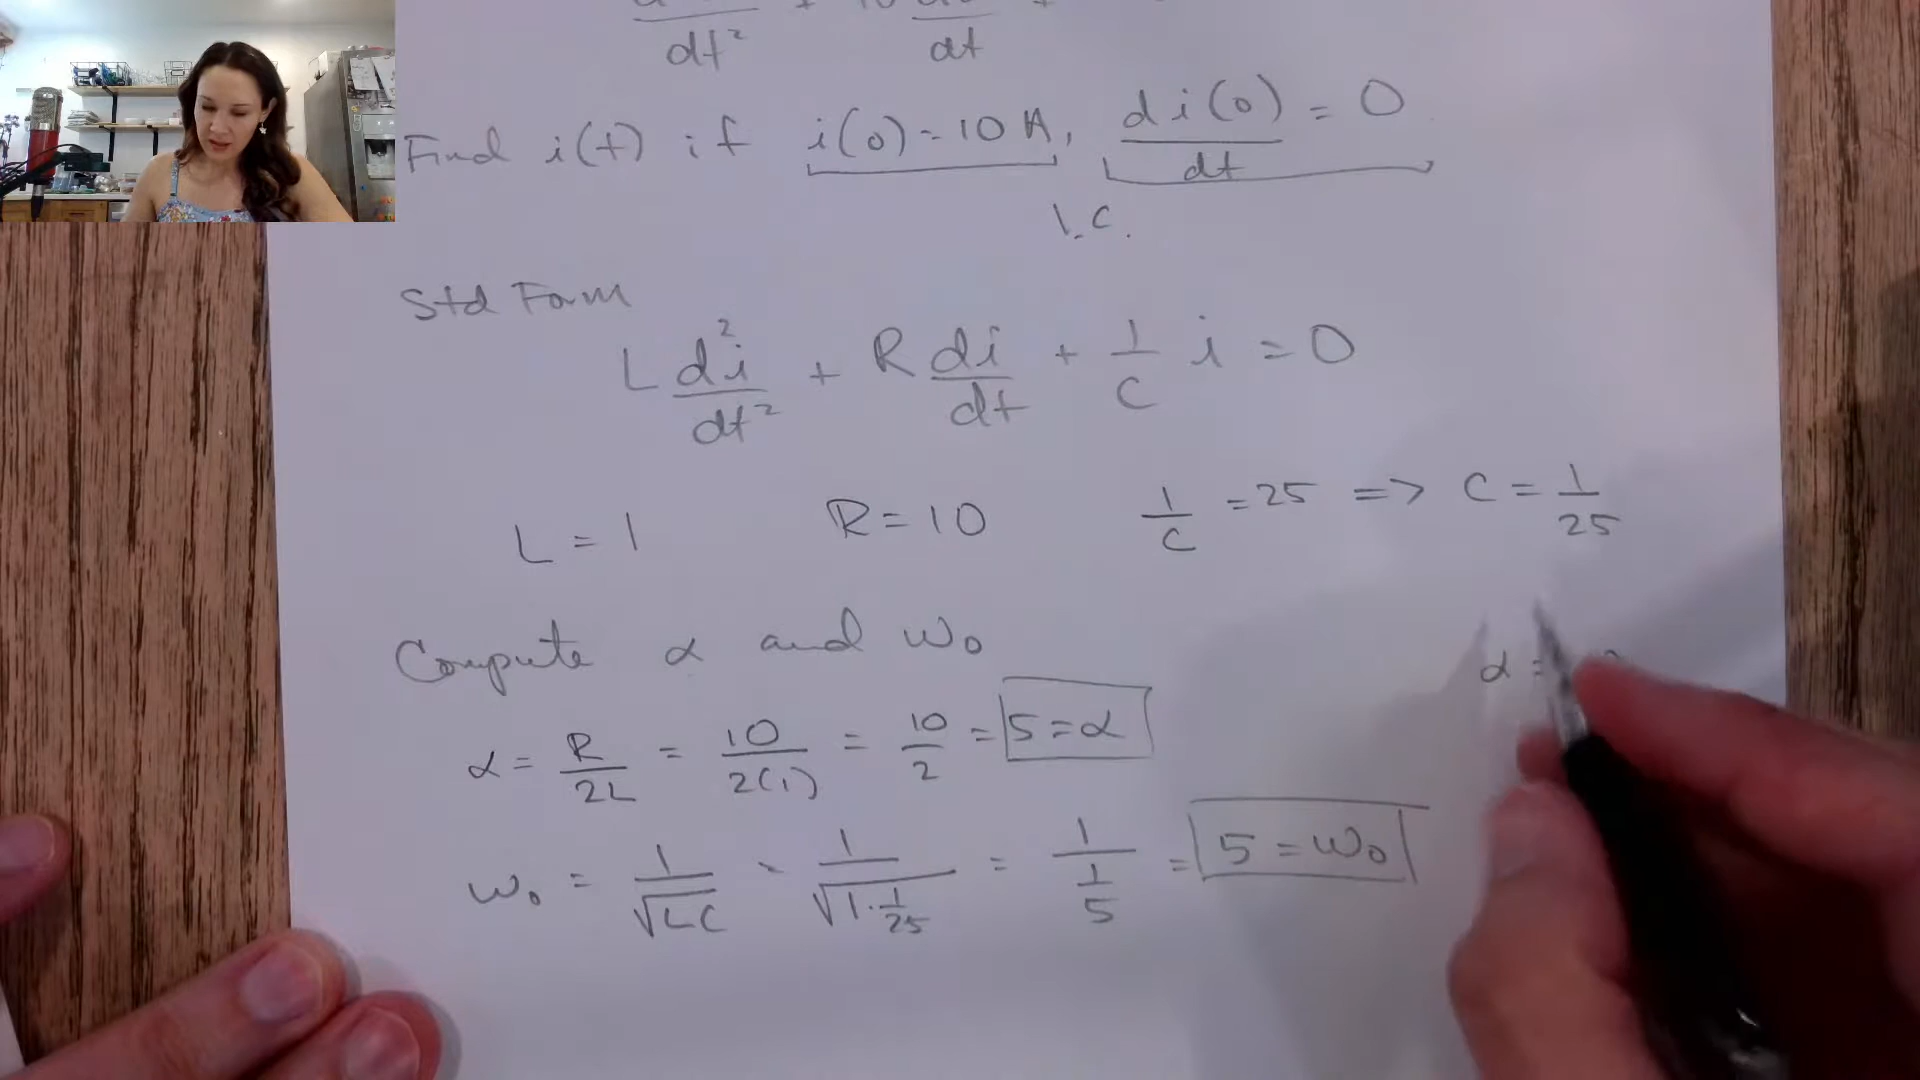 dt² dt
Find i(t) if i(0) = 10 A, di(0)/dt = 0
I.C.
Std Form
L d²i/dt² + R di/dt + 1/C i = 0
L = 1 R = 10 1/C = 25 => C = 1/25
Compute α and ω₀
α =
α = R/2L = 10/2(1) = 10/2 = 5 = α
ω₀ = 1/√LC = 1/√1·1/25 = 1/1/5 = 5 = ω₀